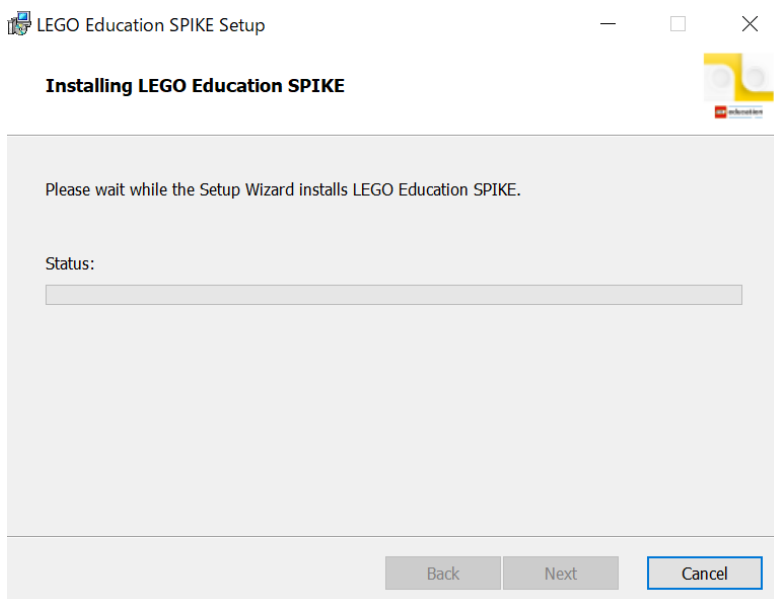 LEGO Education SPIKE Setup
Installing LEGO Education SPIKE
education
Please wait while the Setup Wizard installs LEGO Education SPIKE.
Status:
Back
Next
Cancel